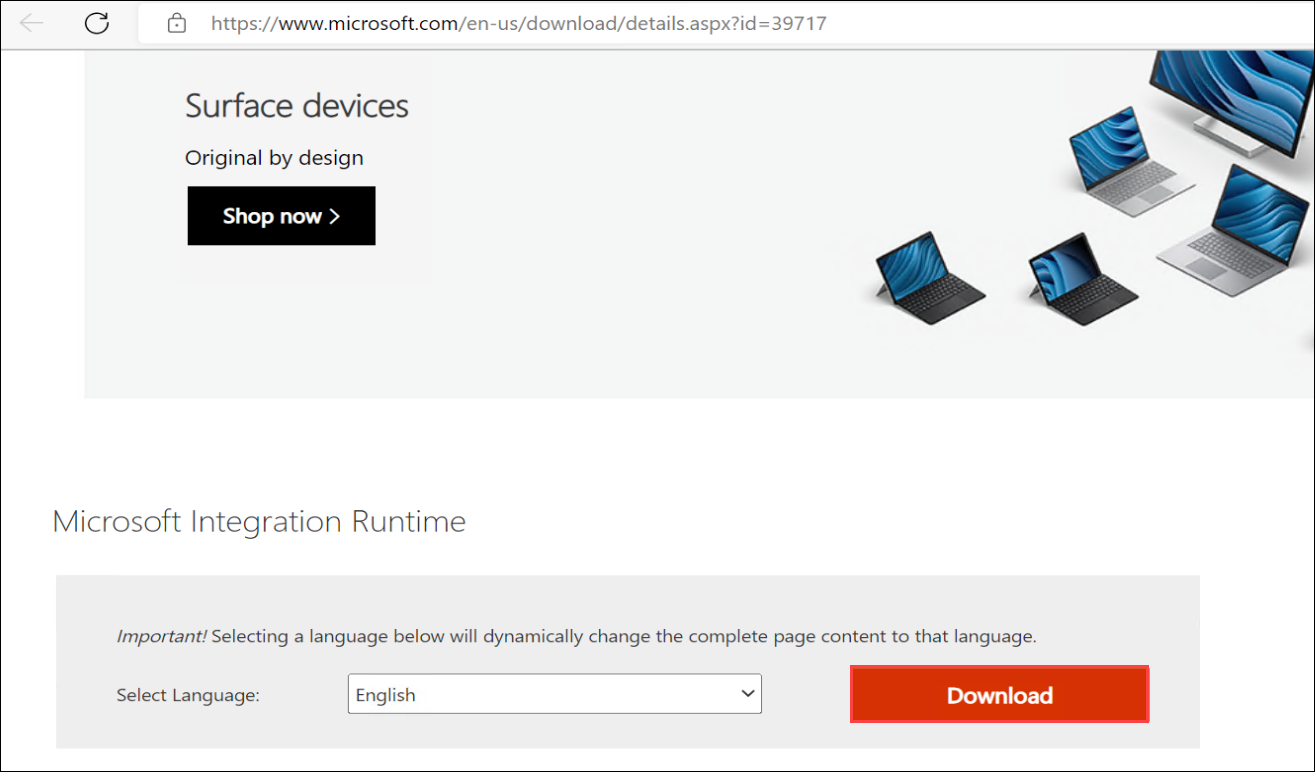 https://www.microsoft.com/en-us/download/details.aspx?id=39717
Surface devices
Original by design
Shop now >
Microsoft Integration Runtime
Important! Selecting a language below will dynamically change the complete page content to that language.
Select Language: English Download